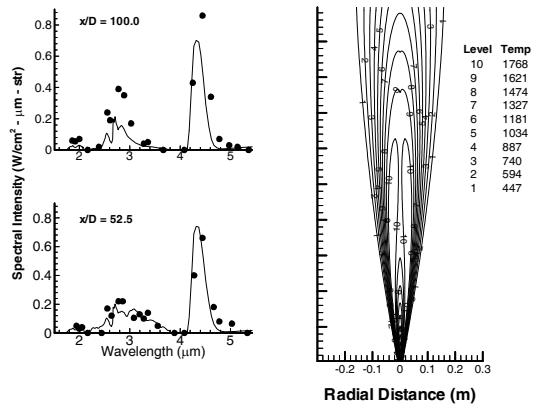 x/D = 100.0
0.8
0.6
0.4
0.2
0
2 3 4 5
Spectral Intensity (W/cm² - μm - str)
x/D = 52.5
0.8
0.6
0.4
0.2
0
2 3 4 5
Wavelength (μm)
Level Temp
10 1768
9 1621
8 1474
7 1327
6 1181
5 1034
4 887
3 740
2 594
1 447
-0.2 -0.1 0 0.1 0.2 0.3
Radial Distance (m)